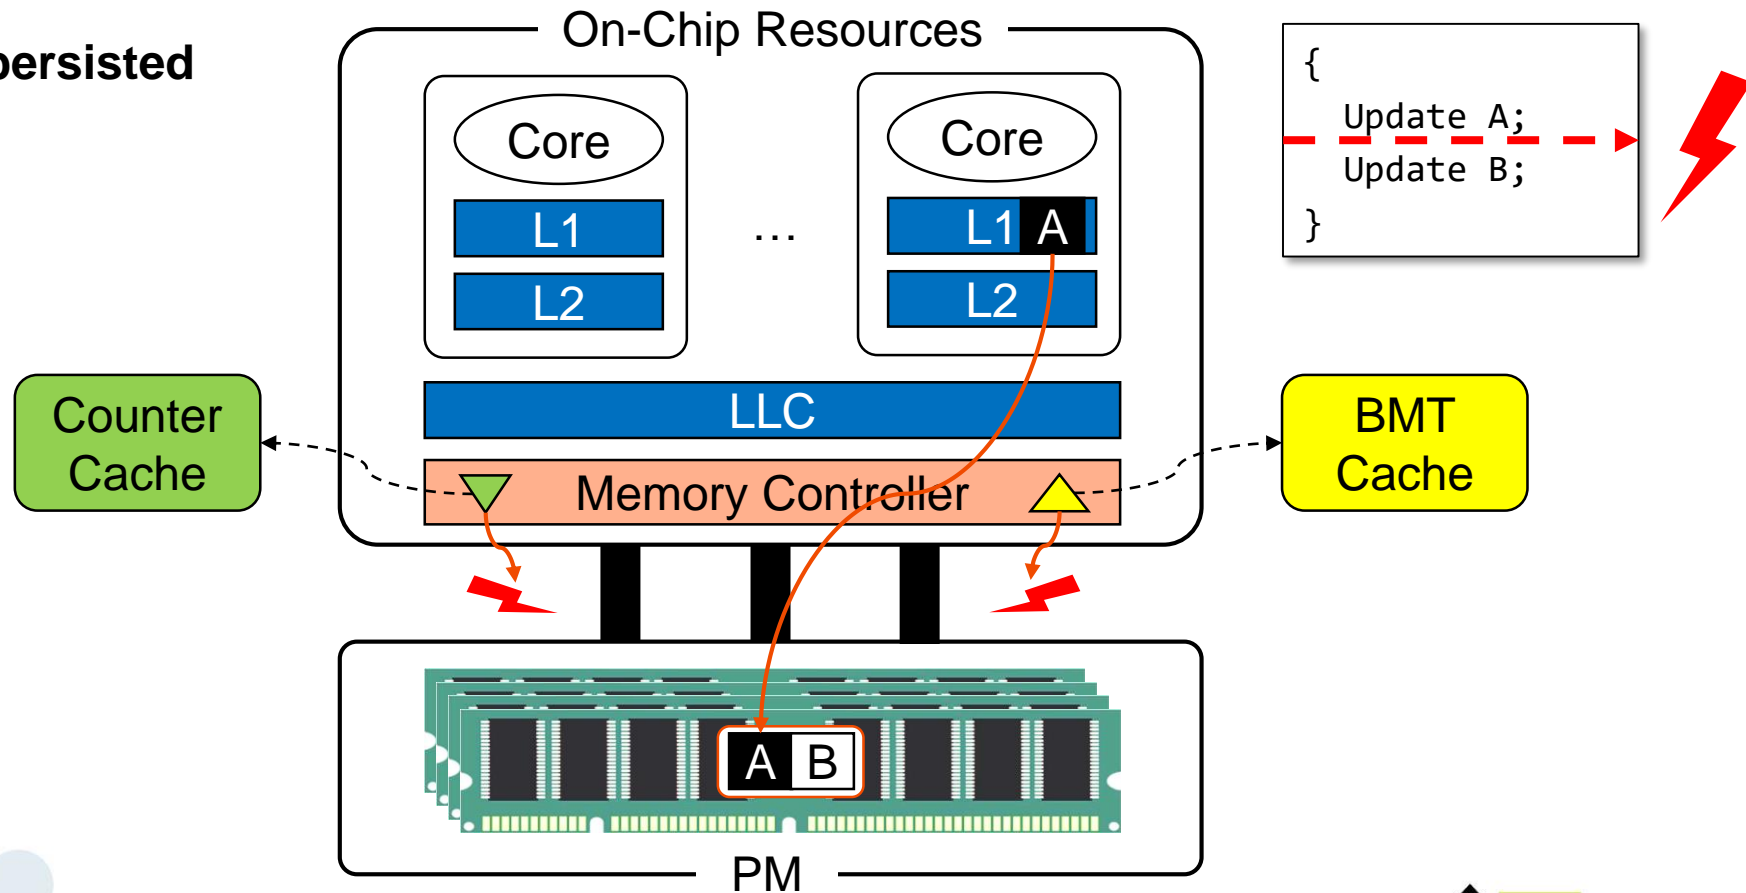 persisted
On-Chip Resources
{
Update A;
Update B;
}
Core
L1
L2
…
Core
L1 A
L2
LLC
Counter
Cache
Memory Controller
BMT
Cache
A B
PM